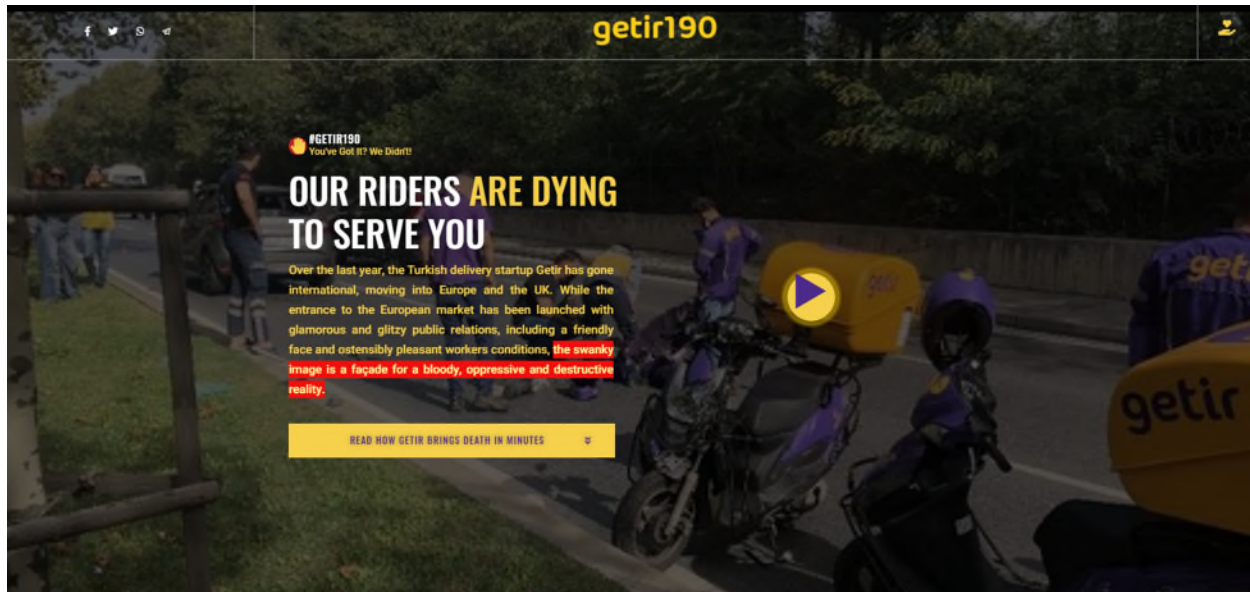 getir190
#GETIR190
You've Got It? We Didn't!
OUR RIDERS ARE DYING
TO SERVE YOU
Over the last year, the Turkish delivery startup Getir has gone
international, moving into Europe and the UK. While the
entrance to the European market has been launched with
glamorous and glitzy public relations, including a friendly
face and ostensibly pleasant workers conditions, the swanky
image is a façade for a bloody, oppressive and destructive
reality.
READ HOW GETIR BRINGS DEATH IN MINUTES
getir
get
getir